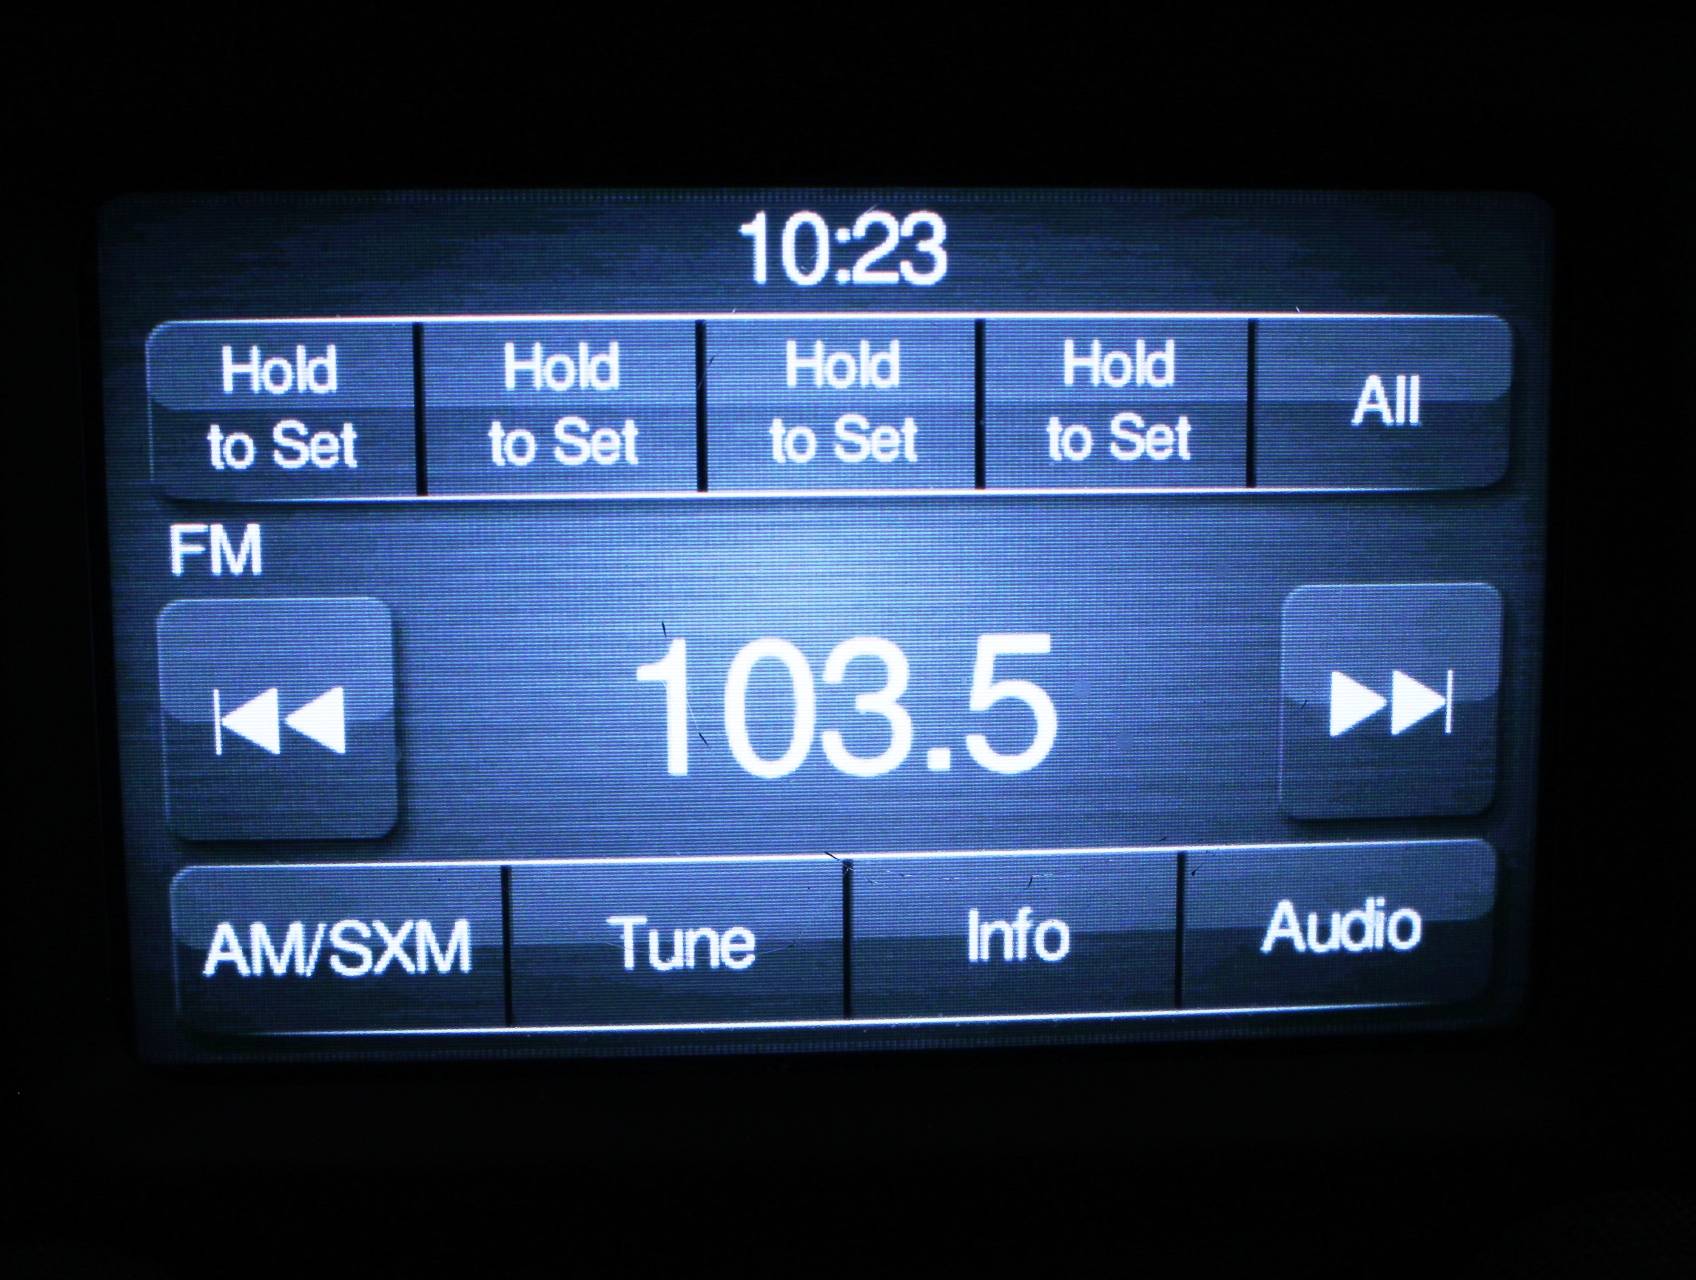 10:23
Hold to Set
Hold to Set
Hold to Set
Hold to Set
All
FM
103.5
AM/SXM
Tune
Info
Audio